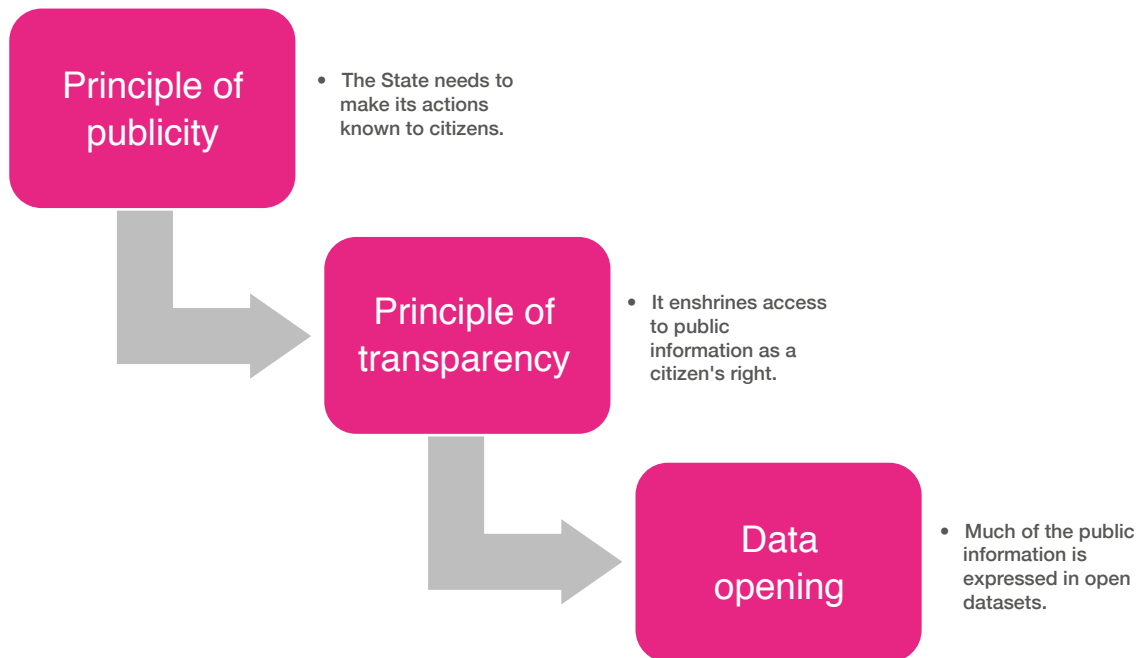 Principle of
publicity
• The State needs to
make its actions
known to citizens.
Principle of
transparency
• It enshrines access
to public
information as a
citizen's right.
Data
opening
• Much of the public
information is
expressed in open
datasets.